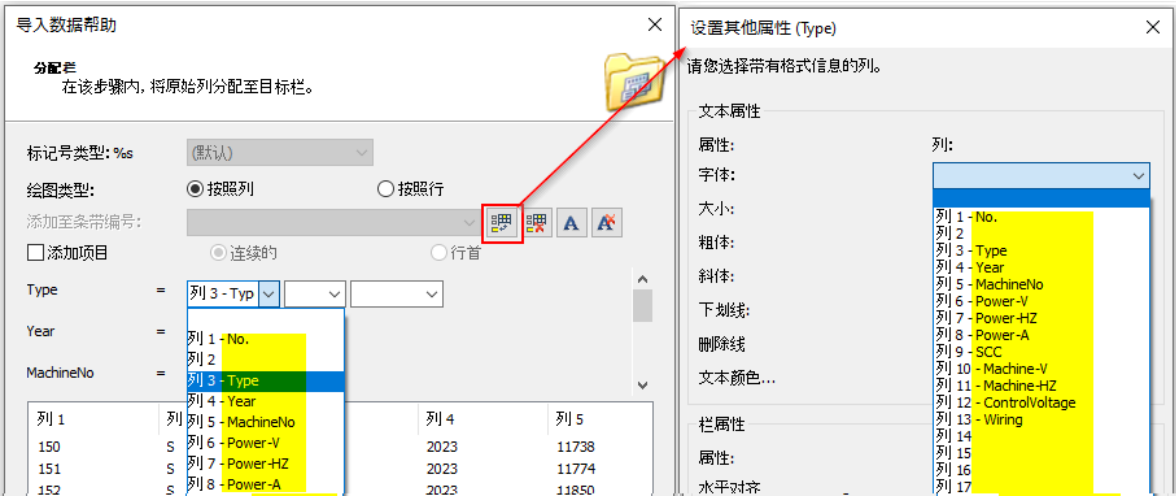 导入数据帮助
分配栏
在该步骤内，将原始列分配至目标栏。
标记号类型: %s
(默认)
绘图类型:
按照列
按照行
添加至条带编号:
添加项目
连续的
行首
Type
=
列 3 - Typ
Year
=
MachineNo
=
列 1 - No.
列 2
列 3 - Type
列 4 - Year
列 5 - MachineNo
列 6 - Power-V
列 7 - Power-HZ
列 8 - Power-A
列 1
列
列 4
列 5
150
S
2023
11738
151
S
2023
11774
152
S
2023
11850
设置其他属性 (Type)
请您选择带有格式信息的列。
文本属性
属性:
列:
字体:
大小:
粗体:
斜体:
下划线:
删除线
文本颜色...
栏属性
属性:
水平对齐
列 1 - No.
列 2
列 3 - Type
列 4 - Year
列 5 - MachineNo
列 6 - Power-V
列 7 - Power-HZ
列 8 - Power-A
列 9 - SCC
列 10 - Machine-V
列 11 - Machine-HZ
列 12 - ControlVoltage
列 13 - Wiring
列 14
列 15
列 16
列 17